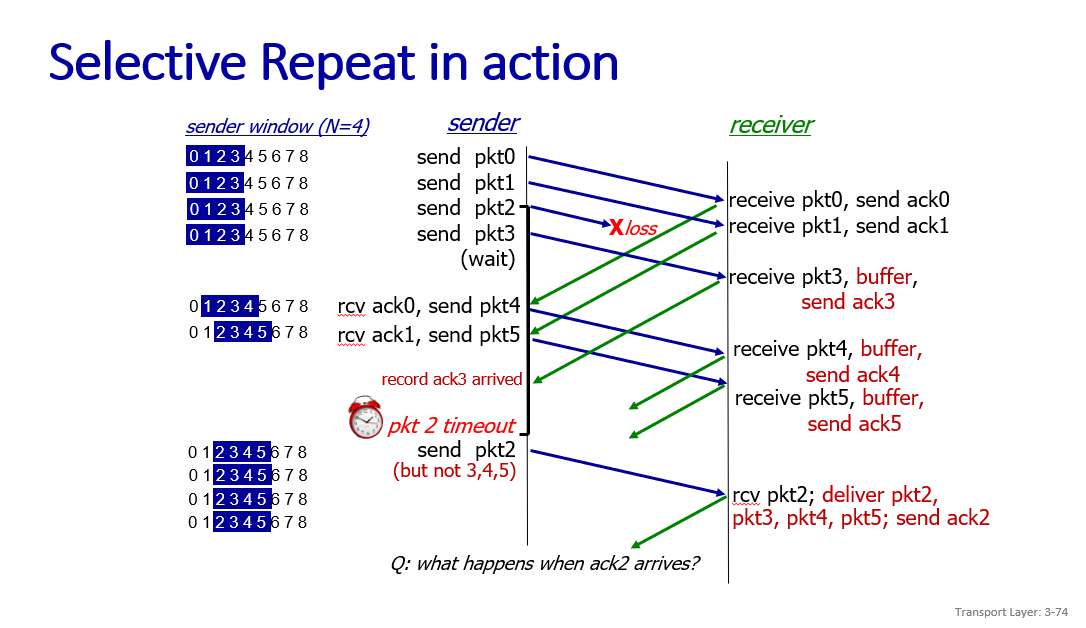 Selective Repeat in action
sender window (N=4)
sender
receiver
0 1 2 3 4 5 6 7 8
send pkt0
0 1 2 3 4 5 6 7 8
send pkt1
0 1 2 3 4 5 6 7 8
send pkt2
0 1 2 3 4 5 6 7 8
send pkt3
(wait)
Xloss
receive pkt0, send ack0
receive pkt1, send ack1
receive pkt3, buffer,
send ack3
0 1 2 3 4 5 6 7 8
rcv ack0, send pkt4
0 1 2 3 4 5 6 7 8
rcv ack1, send pkt5
receive pkt4, buffer,
send ack4
record ack3 arrived
receive pkt5, buffer,
send ack5
pkt 2 timeout
0 1 2 3 4 5 6 7 8
send pkt2
0 1 2 3 4 5 6 7 8
(but not 3,4,5)
0 1 2 3 4 5 6 7 8
0 1 2 3 4 5 6 7 8
rcv pkt2; deliver pkt2,
pkt3, pkt4, pkt5; send ack2
Q: what happens when ack2 arrives?
Transport Layer: 3-74